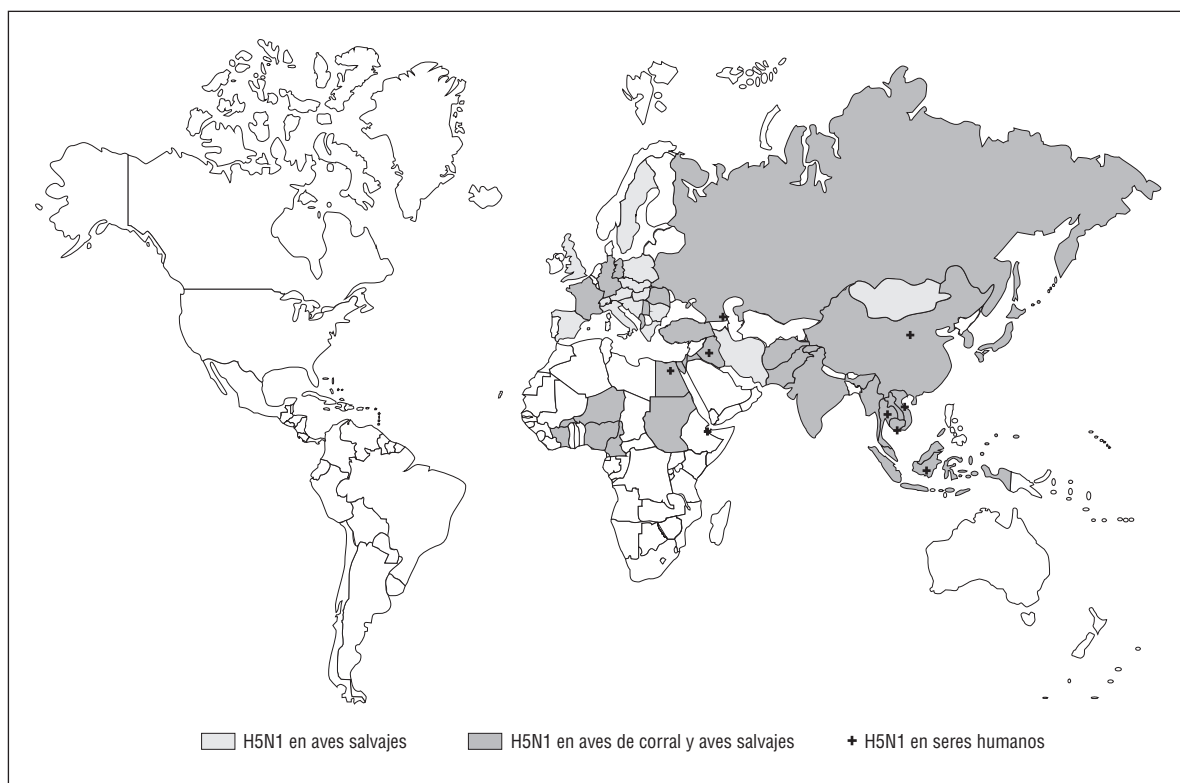 H5N1 en aves salvajes
H5N1 en aves de corral y aves salvajes
H5N1 en seres humanos